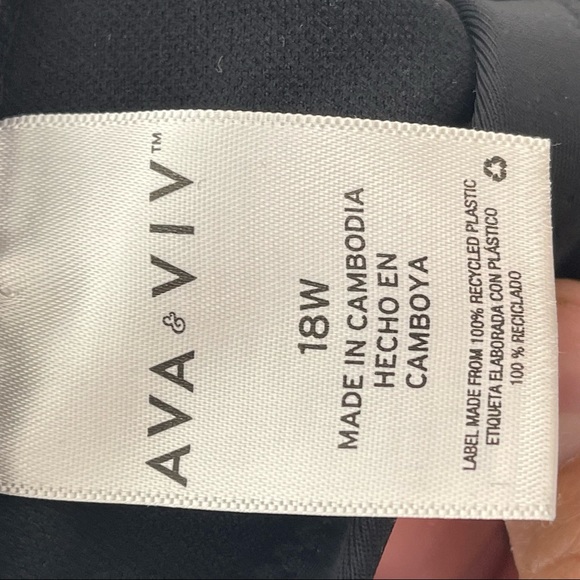 AVA & VIV™
18W
MADE IN CAMBODIA
HECHO EN
CAMBOYA
LABEL MADE FROM 100% RECYCLED PLASTIC
ETIQUETA ELABORADA CON PLÁSTICO
100 % RECICLADO